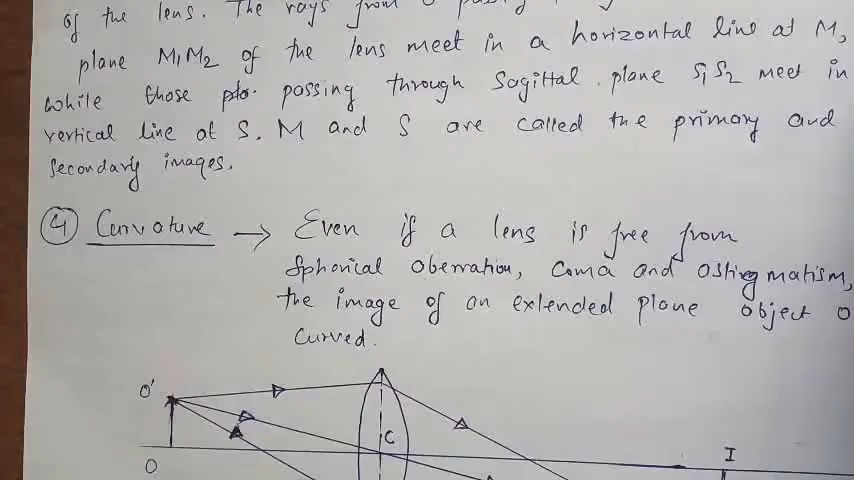 of the lens. The rays from O
plane M1M2 of the lens meet in a horizontal line at M,
while those pto. passing through Sagittal plane S1S2 meet in
vertical line at S. M and S are called the primary and
secondary images.
④ Curvature → Even if a lens is free from
Spherical aberration, coma and astigmatism,
the image of an extended plane object
curved.
O'
C
I
O